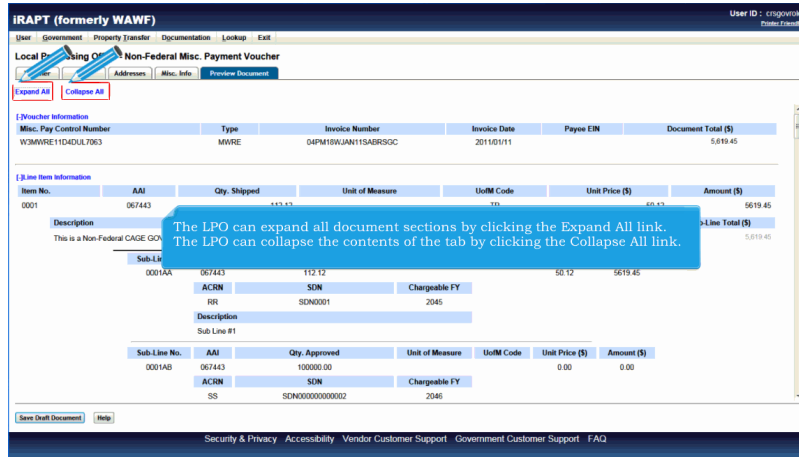 iRAPT (formerly WAWF)
User ID : crsgovrok
Printer Friend
User Government Property Transfer Documentation Lookup Exit
Non-Federal Misc. Payment Voucher
Addresses Misc. Info Preview Document
Expand All Collapse All
[-]Voucher Information
Misc. Pay Control Number Type Invoice Number Invoice Date Payee EIN Document Total ($)
W3MWRE11D4DUL7063 MWRE 04PM18WJAN11SABRSGC 2011/01/11 5,619.45
[-]Line Item Information
Item No. AAI Qty. Shipped Unit of Measure UofM Code Unit Price ($) Amount ($)
0001 067443 112.12 TR 50.12 5619.45
Description Sub-Line Total ($)
This is a Non-Federal CAGE GOV 5,619.45
The LPO can expand all document sections by clicking the Expand All link.
The LPO can collapse the contents of the tab by clicking the Collapse All link.
0001AA 067443 112.12 50.12 5619.45
ACRN SDN Chargeable FY
RR SDN0001 2045
Description
Sub Line #1
Sub-Line No. AAI Qty. Approved Unit of Measure UofM Code Unit Price ($) Amount ($)
0001AB 067443 100000.00 0.00 0.00
ACRN SDN Chargeable FY
SS SDN000000000002 2046
Save Draft Document Help
Security & Privacy Accessibility Vendor Customer Support Government Customer Support FAQ